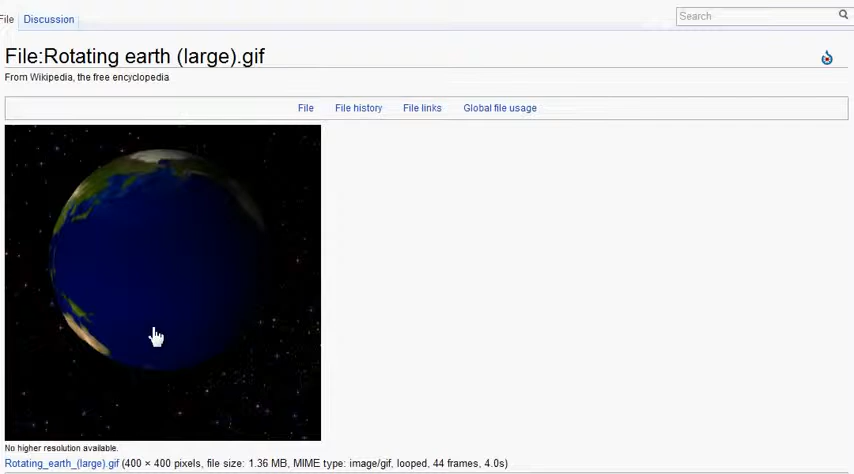 File Discussion
Search
File:Rotating earth (large).gif
From Wikipedia, the free encyclopedia
File File history File links Global file usage
No higher resolution available.
Rotating_earth_(large).gif (400 × 400 pixels, file size: 1.36 MB, MIME type: image/gif, looped, 44 frames, 4.0s)